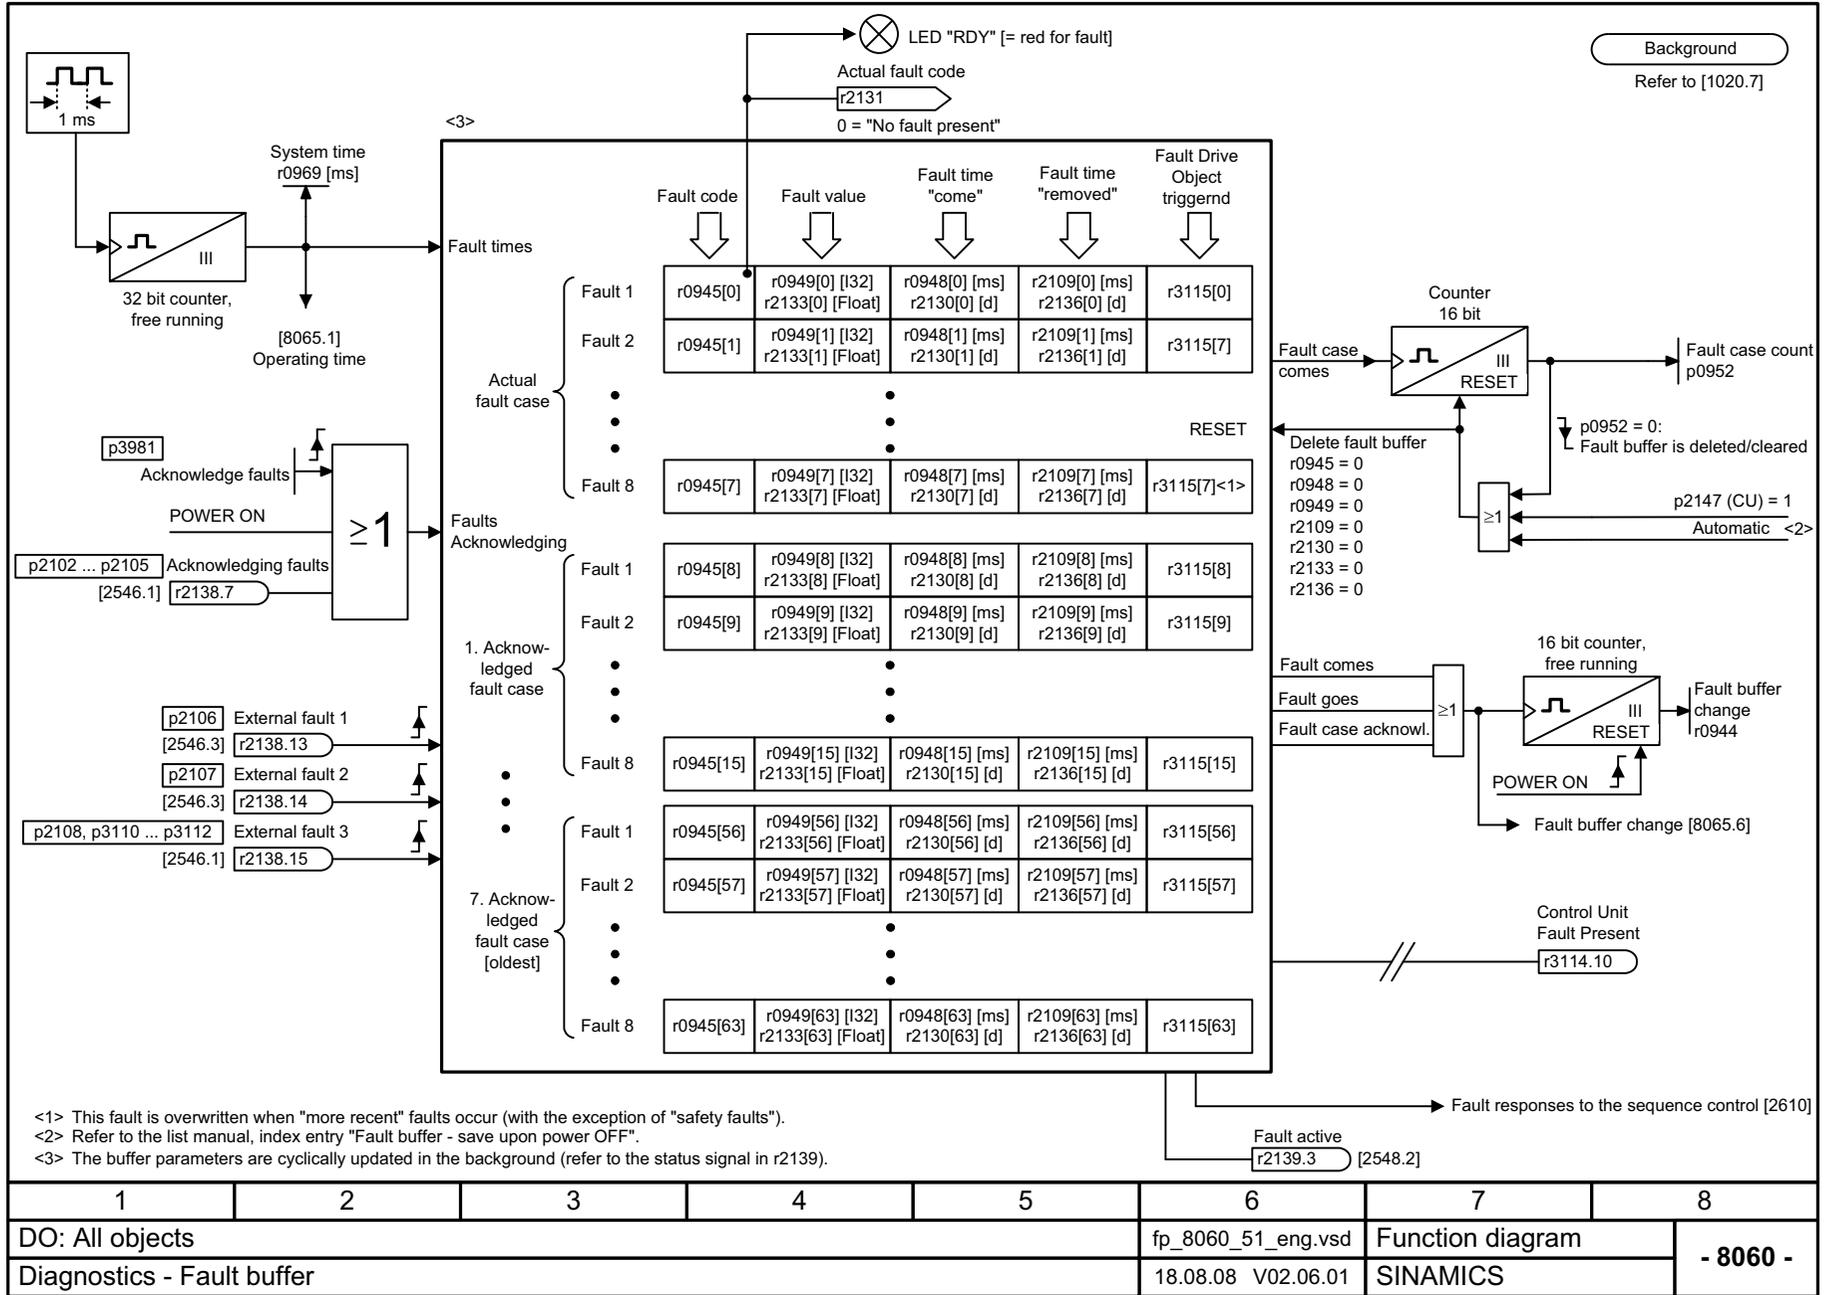 LED "RDY" [= red for fault]
Background
Refer to [1020.7]
Actual fault code
r2131
0 = "No fault present"
1 ms
<3>
System time
r0969 [ms]
III
32 bit counter,
free running
[8065.1]
Operating time
Fault times
Fault code
Fault value
Fault time
"come"
Fault time
"removed"
Fault Drive
Object
triggernd
Actual
fault case
Fault 1
r0945[0]
r0949[0] [I32]
r2133[0] [Float]
r0948[0] [ms]
r2130[0] [d]
r2109[0] [ms]
r2136[0] [d]
r3115[0]
Fault 2
r0945[1]
r0949[1] [I32]
r2133[1] [Float]
r0948[1] [ms]
r2130[1] [d]
r2109[1] [ms]
r2136[1] [d]
r3115[7]
RESET
Fault 8
r0945[7]
r0949[7] [I32]
r2133[7] [Float]
r0948[7] [ms]
r2130[7] [d]
r2109[7] [ms]
r2136[7] [d]
r3115[7]<1>
p3981
Acknowledge faults
POWER ON
p2102 ... p2105
Acknowledging faults
[2546.1]
r2138.7
≥1
Faults
Acknowledging
1. Acknow-
ledged
fault case
Fault 1
r0945[8]
r0949[8] [I32]
r2133[8] [Float]
r0948[8] [ms]
r2130[8] [d]
r2109[8] [ms]
r2136[8] [d]
r3115[8]
Fault 2
r0945[9]
r0949[9] [I32]
r2133[9] [Float]
r0948[9] [ms]
r2130[9] [d]
r2109[9] [ms]
r2136[9] [d]
r3115[9]
Fault 8
r0945[15]
r0949[15] [I32]
r2133[15] [Float]
r0948[15] [ms]
r2130[15] [d]
r2109[15] [ms]
r2136[15] [d]
r3115[15]
p2106
External fault 1
[2546.3]
r2138.13
p2107
External fault 2
[2546.3]
r2138.14
p2108, p3110 ... p3112
External fault 3
[2546.1]
r2138.15
7. Acknow-
ledged
fault case
[oldest]
Fault 1
r0945[56]
r0949[56] [I32]
r2133[56] [Float]
r0948[56] [ms]
r2130[56] [d]
r2109[56] [ms]
r2136[56] [d]
r3115[56]
Fault 2
r0945[57]
r0949[57] [I32]
r2133[57] [Float]
r0948[57] [ms]
r2130[57] [d]
r2109[57] [ms]
r2136[57] [d]
r3115[57]
Fault 8
r0945[63]
r0949[63] [I32]
r2133[63] [Float]
r0948[63] [ms]
r2130[63] [d]
r2109[63] [ms]
r2136[63] [d]
r3115[63]
Counter
16 bit
Fault case
comes
III
RESET
Fault case count
p0952
p0952 = 0:
Fault buffer is deleted/cleared
Delete fault buffer
r0945 = 0
r0948 = 0
r0949 = 0
r2109 = 0
r2130 = 0
r2133 = 0
r2136 = 0
≥1
p2147 (CU) = 1
Automatic <2>
16 bit counter,
free running
Fault comes
Fault goes
Fault case acknowl.
≥1
III
RESET
Fault buffer
change
r0944
POWER ON
Fault buffer change [8065.6]
Control Unit
Fault Present
r3114.10
Fault responses to the sequence control [2610]
Fault active
r2139.3
[2548.2]
<1> This fault is overwritten when "more recent" faults occur (with the exception of "safety faults").
<2> Refer to the list manual, index entry "Fault buffer - save upon power OFF".
<3> The buffer parameters are cyclically updated in the background (refer to the status signal in r2139).
1 2 3 4 5 6 7 8
DO: All objects
fp_8060_51_eng.vsd
Function diagram
- 8060 -
Diagnostics - Fault buffer
18.08.08 V02.06.01
SINAMICS